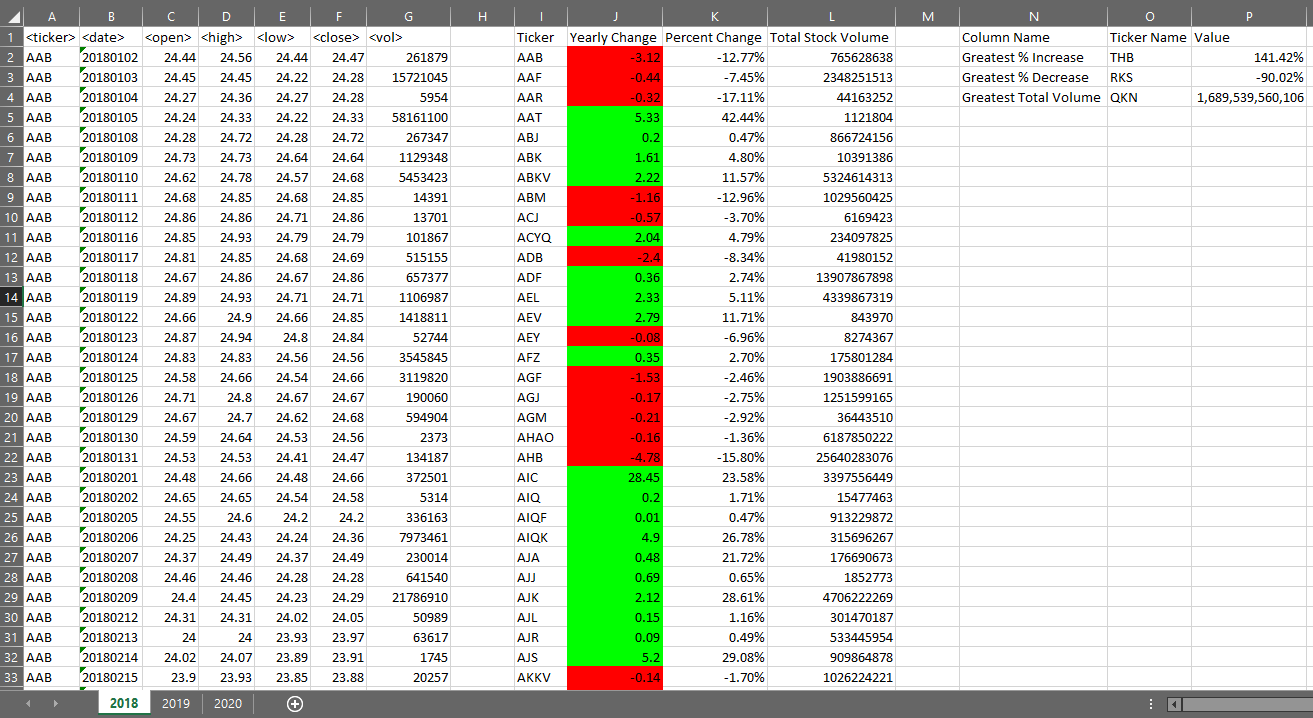 A B C D E F G H I J K L M N O P
1 <ticker> <date> <open> <high> <low> <close> <vol> Ticker Yearly Change Percent Change Total Stock Volume Column Name Ticker Name Value
2 AAB 20180102 24.44 24.56 24.44 24.47 261879 AAB -3.12 -12.77% 765628638 Greatest % Increase THB 141.42%
3 AAB 20180103 24.45 24.45 24.22 24.28 15721045 AAF -0.44 -7.45% 2348251513 Greatest % Decrease RKS -90.02%
4 AAB 20180104 24.27 24.36 24.27 24.28 5954 AAR -0.32 -17.11% 44163252 Greatest Total Volume QKN 1,689,539,560,106
5 AAB 20180105 24.24 24.33 24.22 24.33 58161100 AAT 5.33 42.44% 1121804
6 AAB 20180108 24.28 24.72 24.28 24.72 267347 ABJ 0.2 0.47% 866724156
7 AAB 20180109 24.73 24.73 24.64 24.64 1129348 ABK 1.61 4.80% 10391386
8 AAB 20180110 24.62 24.78 24.57 24.68 5453423 ABKV 2.22 11.57% 5324614313
9 AAB 20180111 24.68 24.85 24.68 24.85 14391 ABM -1.16 -12.96% 1029560425
10 AAB 20180112 24.86 24.86 24.71 24.86 13701 ACJ -0.57 -3.70% 6169423
11 AAB 20180116 24.85 24.93 24.79 24.79 101867 ACYQ 2.04 4.79% 234097825
12 AAB 20180117 24.81 24.85 24.68 24.69 515155 ADB -2.4 -8.34% 41980152
13 AAB 20180118 24.67 24.86 24.67 24.86 657377 ADF 0.36 2.74% 13907867898
14 AAB 20180119 24.89 24.93 24.71 24.71 1106987 AEL 2.33 5.11% 4339867319
15 AAB 20180122 24.66 24.9 24.66 24.85 1418811 AEV 2.79 11.71% 843970
16 AAB 20180123 24.87 24.94 24.8 24.84 52744 AEY -0.08 -6.96% 8274367
17 AAB 20180124 24.83 24.83 24.56 24.56 3545845 AFZ 0.35 2.70% 175801284
18 AAB 20180125 24.58 24.66 24.54 24.66 3119820 AGF -1.53 -2.46% 1903886691
19 AAB 20180126 24.71 24.8 24.67 24.67 190060 AGJ -0.17 -2.75% 1251599165
20 AAB 20180129 24.67 24.7 24.62 24.68 594904 AGM -0.21 -2.92% 36443510
21 AAB 20180130 24.59 24.64 24.53 24.56 2373 AHAO -0.16 -1.36% 6187850222
22 AAB 20180131 24.53 24.53 24.41 24.47 134187 AHB -4.78 -15.80% 25640283076
23 AAB 20180201 24.48 24.66 24.48 24.66 372501 AIC 28.45 23.58% 3397556449
24 AAB 20180202 24.65 24.65 24.54 24.58 5314 AIQ 0.2 1.71% 15477463
25 AAB 20180205 24.55 24.6 24.2 24.2 336163 AIQF 0.01 0.47% 913229872
26 AAB 20180206 24.25 24.43 24.24 24.36 7973461 AIQK 4.9 26.78% 315696267
27 AAB 20180207 24.37 24.49 24.37 24.49 230014 AJA 0.48 21.72% 176690673
28 AAB 20180208 24.46 24.46 24.28 24.28 641540 AJJ 0.69 0.65% 1852773
29 AAB 20180209 24.4 24.45 24.23 24.29 21786910 AJK 2.12 28.61% 4706222269
30 AAB 20180212 24.31 24.31 24.02 24.05 50989 AJL 0.15 1.16% 301470187
31 AAB 20180213 24 24 23.93 23.97 63617 AJR 0.09 0.49% 533445954
32 AAB 20180214 24.02 24.07 23.89 23.91 1745 AJS 5.2 29.08% 909864878
33 AAB 20180215 23.9 23.93 23.85 23.88 20257 AKKV -0.14 -1.70% 1026224221
2018 2019 2020